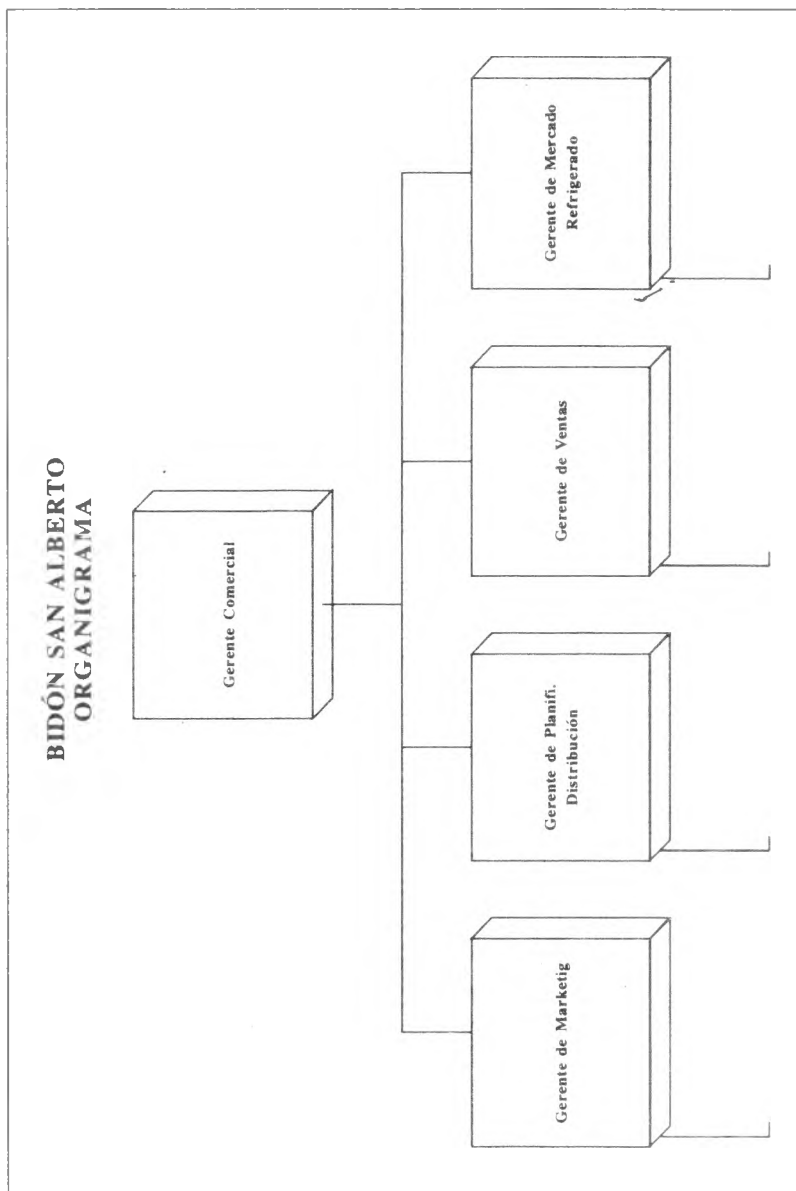 BIDÓN SAN ALBERTO
ORGANIGRAMA
Gerente Comercial
Gerente de Marketig
Gerente de Planifi.
Distribución
Gerente de Ventas
Gerente de Mercado
Refrigerado